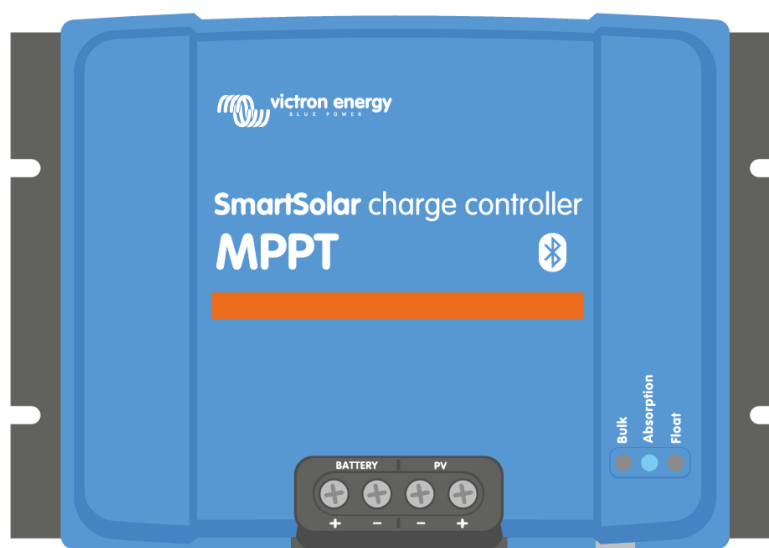 victron energy
BLUE POWER
SmartSolar charge controller
MPPT
Bulk
Absorption
Float
BATTERY PV
+ - - +